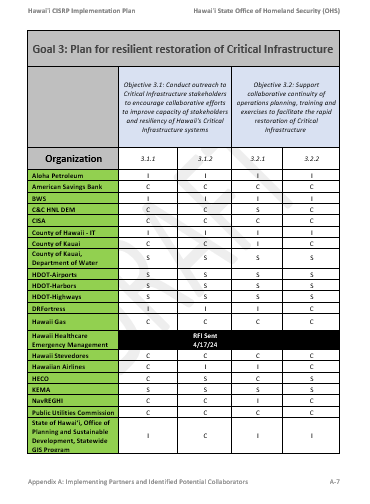 Hawai'i CISRP Implementation Plan Hawai'i State Office of Homeland Security (OHS)
Goal 3: Plan for resilient restoration of Critical Infrastructure
Objective 3.1: Conduct outreach to
Critical Infrastructure stakeholders
to encourage collaborative efforts
to improve capacity of stakeholders
and resiliency of Hawaii's Critical
Infrastructure systems
Objective 3.2: Support
collaborative continuity of
operations planning, training and
exercises to facilitate the rapid
restoration of Critical
Infrastructure
Organization 3.1.1 3.1.2 3.2.1 3.2.2
Aloha Petroleum I I I I
American Savings Bank C C C C
BWS I I I I
C&C HNL DEM C C S C
CISA C C C C
County of Hawaii - IT I I I I
County of Kauai C C I C
County of Kauai,
Department of Water S S S S
HDOT-Airports S S S S
HDOT-Harbors S S S S
HDOT-Highways S S S S
DRFortress I I I C
Hawaii Gas C C C C
Hawaii Healthcare
Emergency Management
RFI Sent
4/17/24
Hawaii Stevedores C C C C
Hawaiian Airlines C I I C
HECO C S C S
KEMA S S S S
NavREGHI C C I C
Public Utilities Commission C C C C
State of Hawai'i, Office of
Planning and Sustainable
Development, Statewide
GIS Program I C I I
DRAFT
Appendix A: Implementing Partners and Identified Potential Collaborators A-7